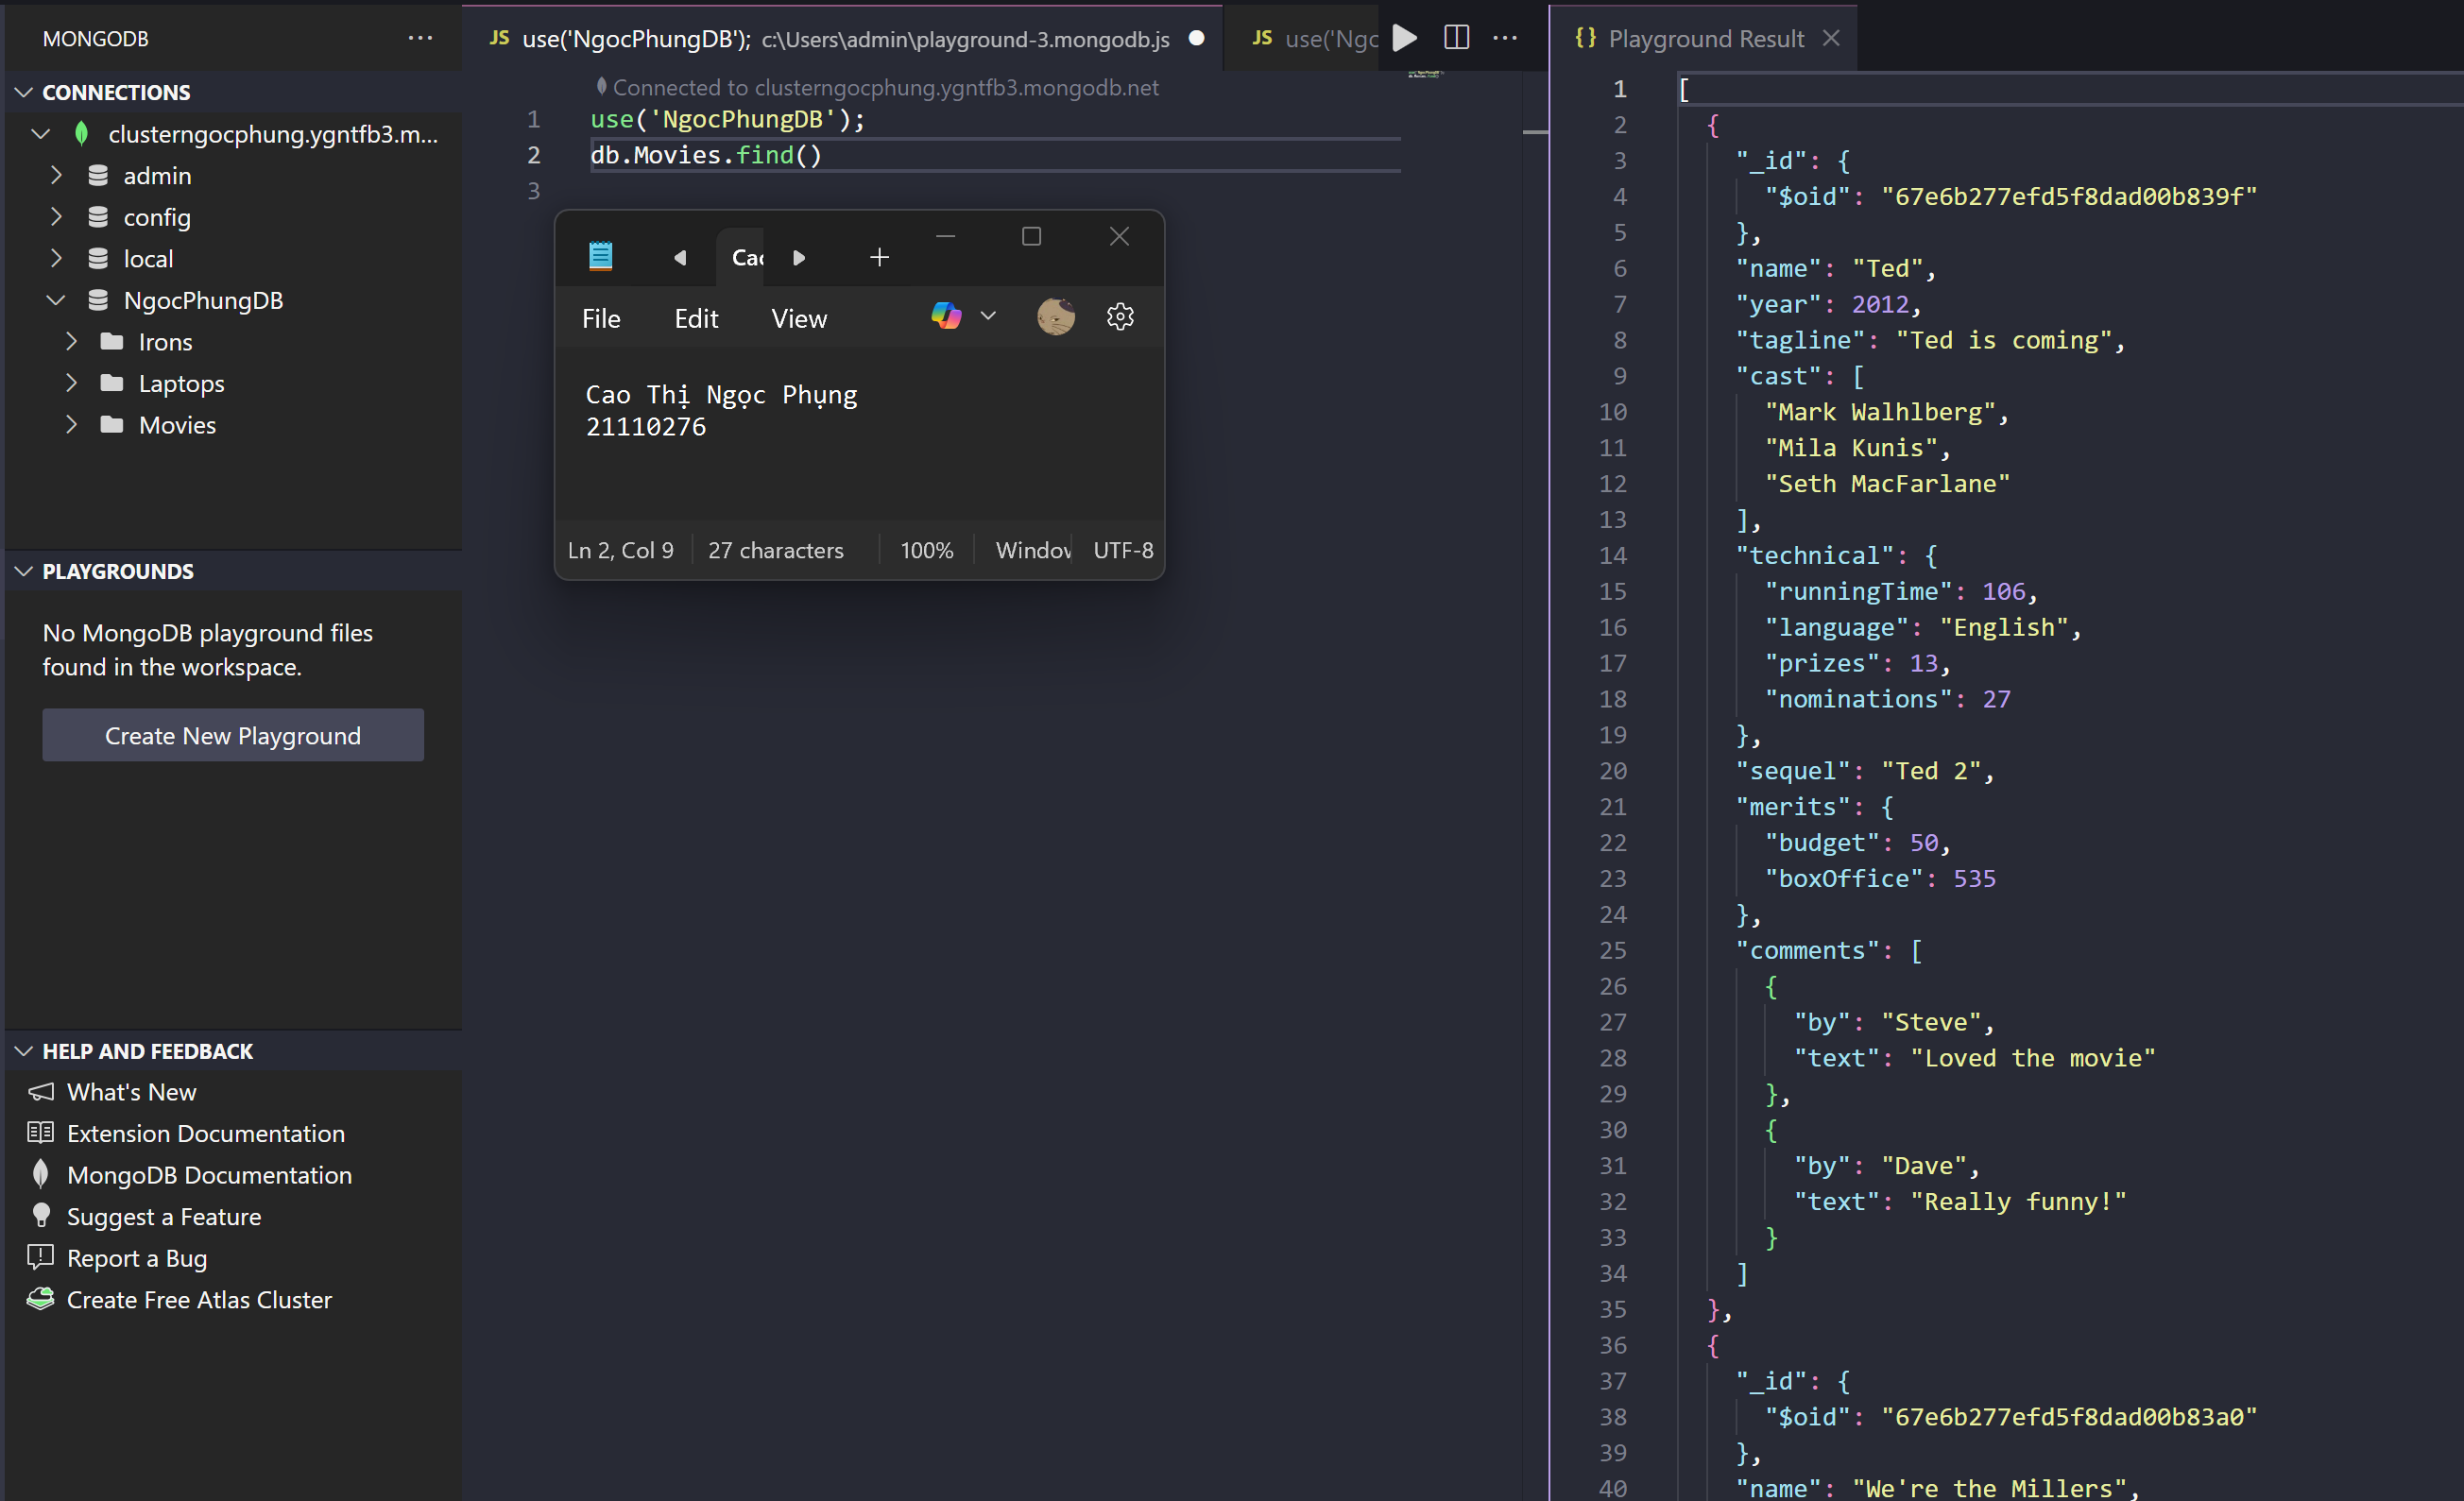 MONGODB
CONNECTIONS
clusterngocphung.ygntfb3.m...
admin
config
local
NgocPhungDB
Irons
Laptops
Movies
PLAYGROUNDS
No MongoDB playground files
found in the workspace.
Create New Playground
HELP AND FEEDBACK
What's New
Extension Documentation
MongoDB Documentation
Suggest a Feature
Report a Bug
Create Free Atlas Cluster
JS use('NgocPhungDB'); c:\Users\admin\playground-3.mongodb.js
JS use('Ngc
Connected to clusterngocphung.ygntfb3.mongodb.net
1 use('NgocPhungDB');
2 db.Movies.find()
3
Cao
File Edit View
Cao Thị Ngọc Phụng
21110276
Ln 2, Col 9 27 characters 100% Window UTF-8
{} Playground Result
1 [
2 {
3 "_id": {
4 "$oid": "67e6b277efd5f8dad00b839f"
5 },
6 "name": "Ted",
7 "year": 2012,
8 "tagline": "Ted is coming",
9 "cast": [
10 "Mark Walhlberg",
11 "Mila Kunis",
12 "Seth MacFarlane"
13 ],
14 "technical": {
15 "runningTime": 106,
16 "language": "English",
17 "prizes": 13,
18 "nominations": 27
19 },
20 "sequel": "Ted 2",
21 "merits": {
22 "budget": 50,
23 "boxOffice": 535
24 },
25 "comments": [
26 {
27 "by": "Steve",
28 "text": "Loved the movie"
29 },
30 {
31 "by": "Dave",
32 "text": "Really funny!"
33 }
34 ]
35 },
36 {
37 "_id": {
38 "$oid": "67e6b277efd5f8dad00b83a0"
39 },
40 "name": "We're the Millers",